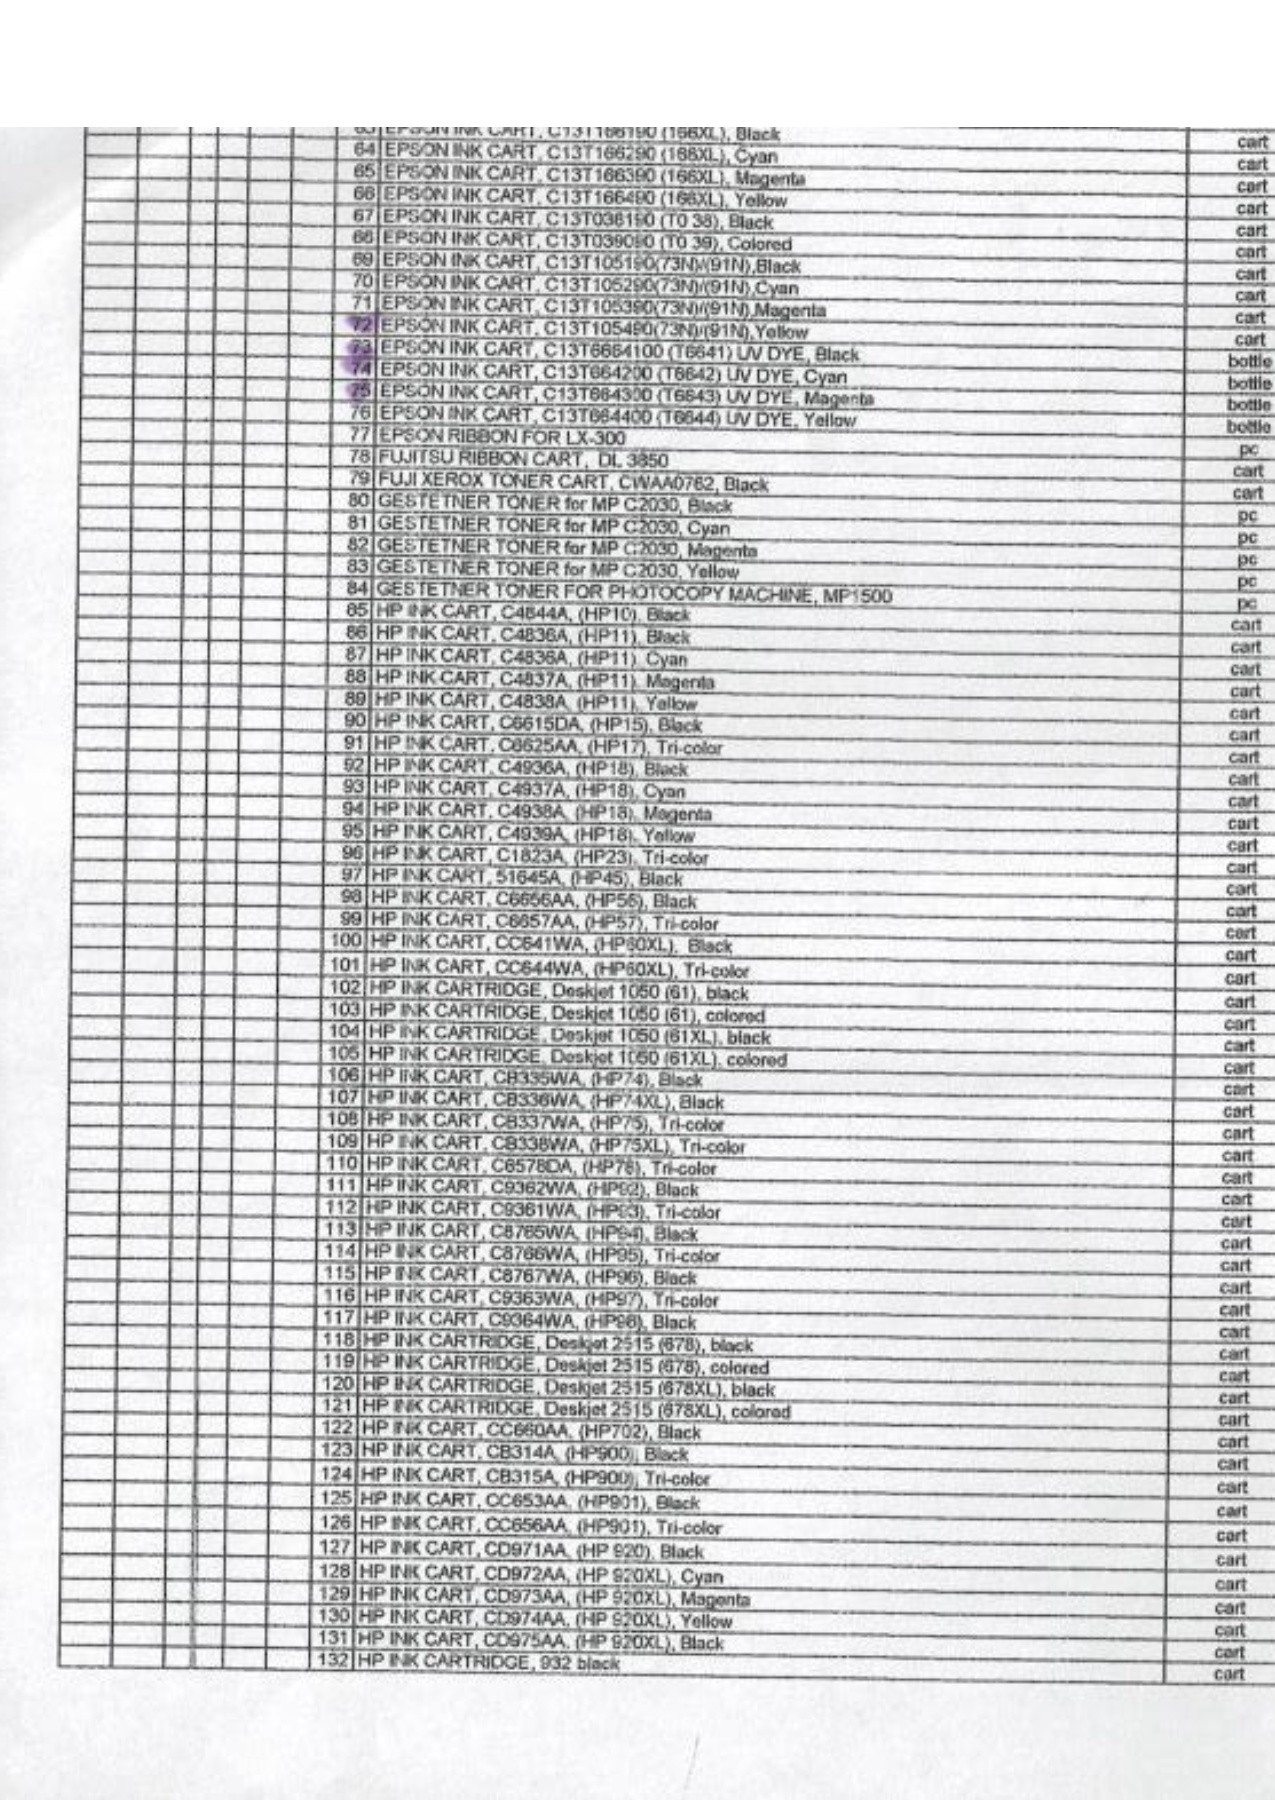 63 EPSON INK CART, C13T166190 (166XL), Black cart
64 EPSON INK CART, C13T166290 (166XL), Cyan cart
65 EPSON INK CART, C13T166390 (166XL), Magenta cart
66 EPSON INK CART, C13T166490 (166XL), Yellow cart
67 EPSON INK CART, C13T038190 (T0 38), Black cart
68 EPSON INK CART, C13T039090 (T0 39), Colored cart
69 EPSON INK CART, C13T105190(73N)/(91N),Black cart
70 EPSON INK CART, C13T105290(73N)/(91N),Cyan cart
71 EPSON INK CART, C13T105390(73N)/(91N),Magenta cart
72 EPSON INK CART, C13T105490(73N)/(91N),Yellow cart
73 EPSON INK CART, C13T6664100 (T6641) UV DYE, Black bottle
74 EPSON INK CART, C13T664200 (T6642) UV DYE, Cyan bottle
75 EPSON INK CART, C13T664300 (T6643) UV DYE, Magenta bottle
76 EPSON INK CART, C13T664400 (T6644) UV DYE, Yellow bottle
77 EPSON RIBBON FOR LX-300 pc
78 FUJITSU RIBBON CART, DL 3850 cart
79 FUJI XEROX TONER CART, CWAA0762, Black cart
80 GESTETNER TONER for MP C2030, Black pc
81 GESTETNER TONER for MP C2030, Cyan pc
82 GESTETNER TONER for MP C2030, Magenta pc
83 GESTETNER TONER for MP C2030, Yellow pc
84 GESTETNER TONER FOR PHOTOCOPY MACHINE, MP1500 pc
85 HP INK CART, C4844A, (HP10), Black cart
86 HP INK CART, C4836A, (HP11), Black cart
87 HP INK CART, C4836A, (HP11) Cyan cart
88 HP INK CART, C4837A, (HP11) Magenta cart
89 HP INK CART, C4838A, (HP11), Yellow cart
90 HP INK CART, C6615DA, (HP15), Black cart
91 HP INK CART, C6625AA, (HP17), Tri-color cart
92 HP INK CART, C4936A, (HP18), Black cart
93 HP INK CART, C4937A, (HP18), Cyan cart
94 HP INK CART, C4938A, (HP18), Magenta cart
95 HP INK CART, C4939A, (HP18), Yellow cart
96 HP INK CART, C1823A, (HP23), Tri-color cart
97 HP INK CART, 51645A, (HP45), Black cart
98 HP INK CART, C6656AA, (HP56), Black cart
99 HP INK CART, C6657AA, (HP57), Tri-color cart
100 HP INK CART, CC641WA, (HP60XL), Black cart
101 HP INK CART, CC644WA, (HP60XL), Tri-color cart
102 HP INK CARTRIDGE, Deskjet 1050 (61), black cart
103 HP INK CARTRIDGE, Deskjet 1050 (61), colored cart
104 HP INK CARTRIDGE, Deskjet 1050 (61XL), black cart
105 HP INK CARTRIDGE, Deskjet 1050 (61XL), colored cart
106 HP INK CART, CB335WA, (HP74), Black cart
107 HP INK CART, CB336WA, (HP74XL), Black cart
108 HP INK CART, CB337WA, (HP75), Tri-color cart
109 HP INK CART, CB338WA, (HP75XL), Tri-color cart
110 HP INK CART, C6578DA, (HP78), Tri-color cart
111 HP INK CART, C9362WA, (HP92), Black cart
112 HP INK CART, C9361WA, (HP93), Tri-color cart
113 HP INK CART, C8765WA, (HP94), Black cart
114 HP INK CART, C8766WA, (HP95), Tri-color cart
115 HP INK CART, C8767WA, (HP96), Black cart
116 HP INK CART, C9363WA, (HP97), Tri-color cart
117 HP INK CART, C9364WA, (HP98), Black cart
118 HP INK CARTRIDGE, Deskjet 2515 (678), black cart
119 HP INK CARTRIDGE, Deskjet 2515 (678), colored cart
120 HP INK CARTRIDGE, Deskjet 2515 (678XL), black cart
121 HP INK CARTRIDGE, Deskjet 2515 (678XL), colored cart
122 HP INK CART, CC660AA, (HP702), Black cart
123 HP INK CART, CB314A, (HP900), Black cart
124 HP INK CART, CB315A, (HP900), Tri-color cart
125 HP INK CART, CC653AA, (HP901), Black cart
126 HP INK CART, CC656AA, (HP901), Tri-color cart
127 HP INK CART, CD971AA, (HP 920), Black cart
128 HP INK CART, CD972AA, (HP 920XL), Cyan cart
129 HP INK CART, CD973AA, (HP 920XL), Magenta cart
130 HP INK CART, CD974AA, (HP 920XL), Yellow cart
131 HP INK CART, CD975AA, (HP 920XL), Black cart
132 HP INK CARTRIDGE, 932 black cart